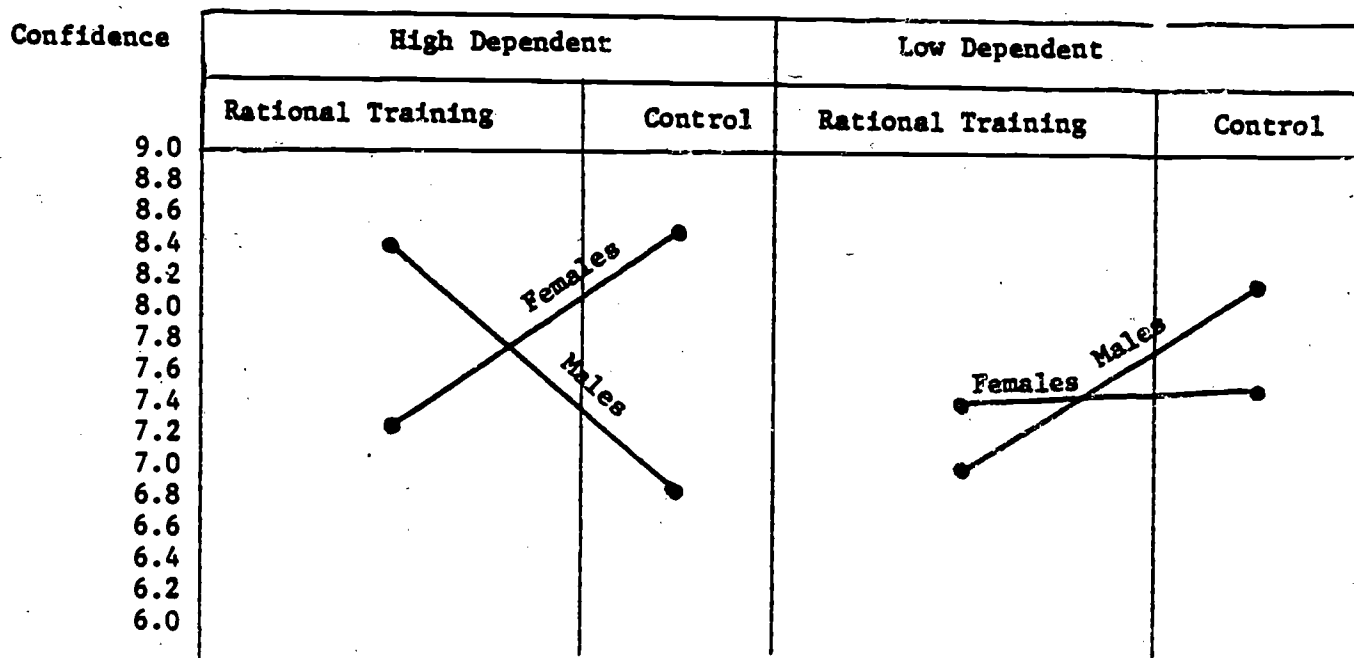 Confidence
High Dependent
Low Dependent
Rational Training
Control
Rational Training
Control
9.0
8.8
8.6
8.4
8.2
8.0
7.8
7.6
7.4
7.2
7.0
6.8
6.6
6.4
6.2
6.0
Females
Males
Females
Males